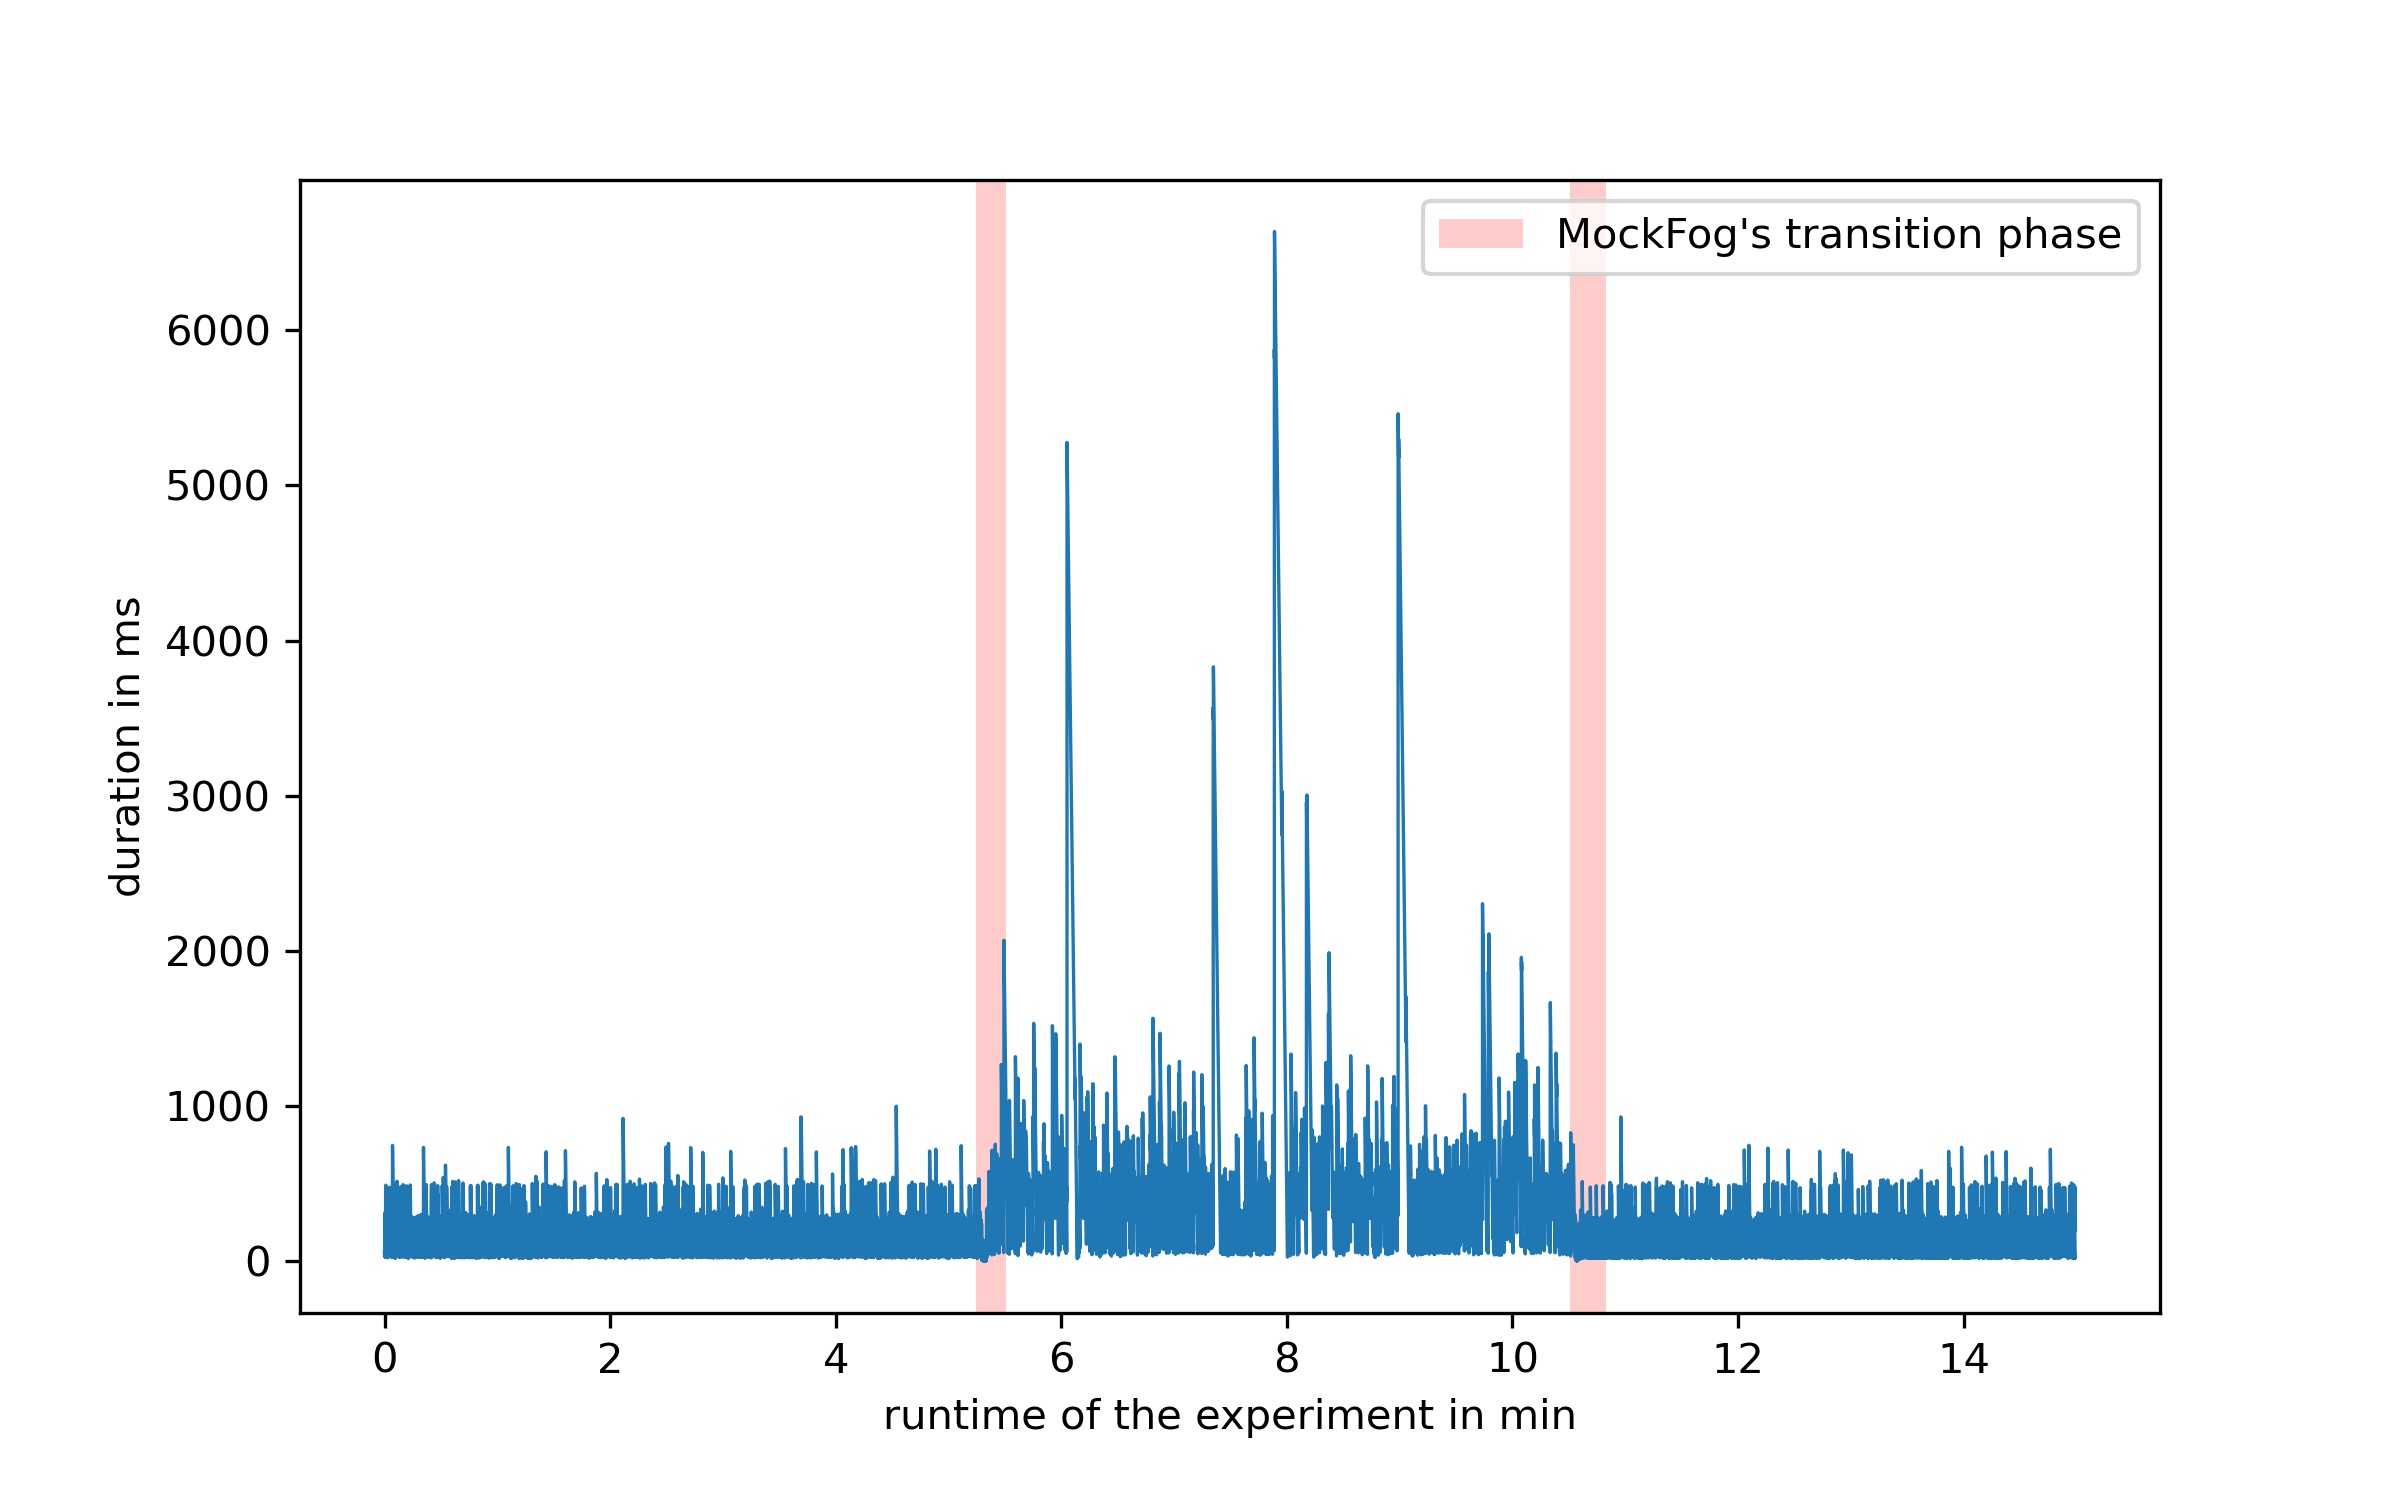 MockFog's transition phase
6000
5000
4000
3000
2000
1000
0
duration in ms
0 2 4 6 8 10 12 14
runtime of the experiment in min